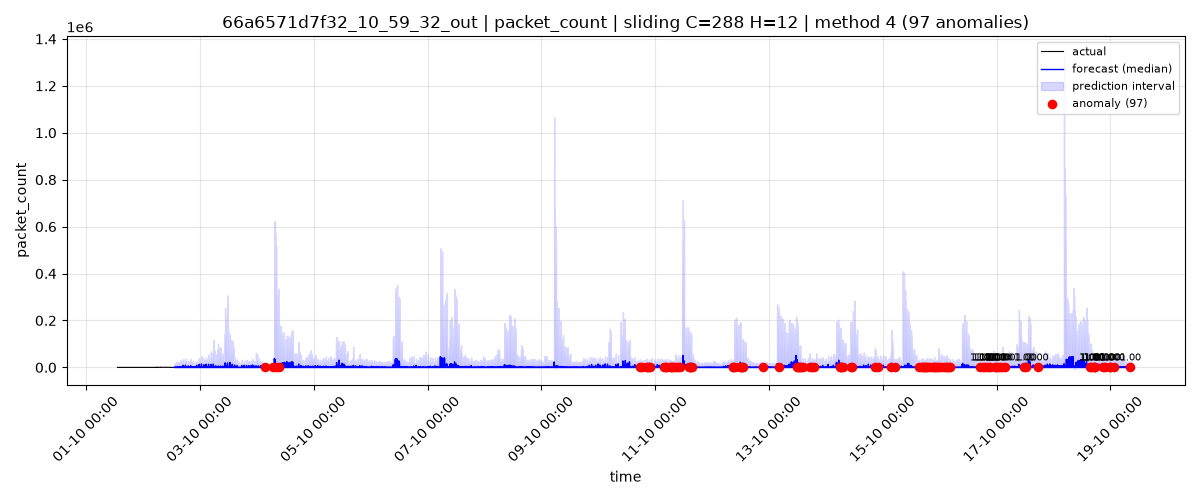 66a6571d7f32_10_59_32_out | packet_count | sliding C=288 H=12 | method 4 (97 anomalies)
1e6
1.4
1.2
1.0
0.8
0.6
0.4
0.2
0.0
packet_count
actual
forecast (median)
prediction interval
anomaly (97)
01-10 00:00
03-10 00:00
05-10 00:00
07-10 00:00
09-10 00:00
11-10 00:00
13-10 00:00
15-10 00:00
17-10 00:00
19-10 00:00
time